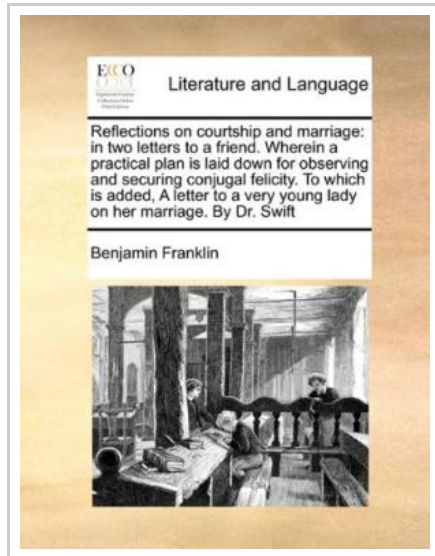 ECCO
Literature and Language
Reflections on courtship and marriage:
in two letters to a friend. Wherein a
practical plan is laid down for observing
and securing conjugal felicity. To which
is added, A letter to a very young lady
on her marriage. By Dr. Swift
Benjamin Franklin